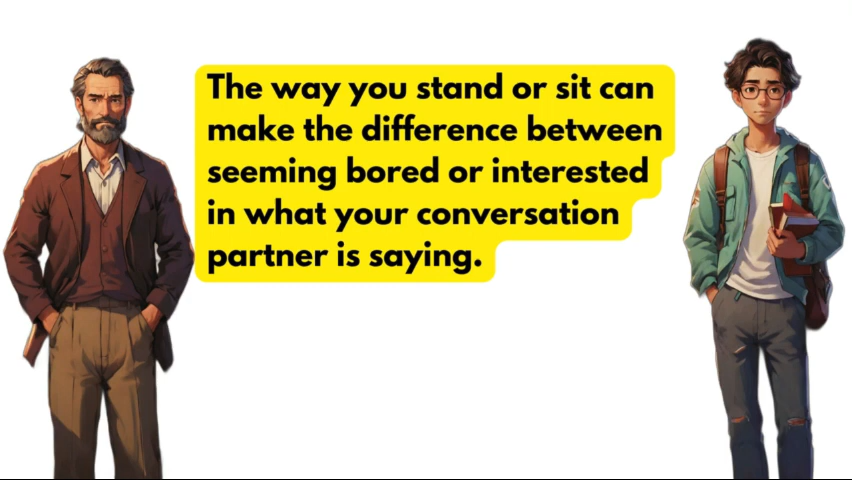 The way you stand or sit can
make the difference between
seeming bored or interested
in what your conversation
partner is saying.